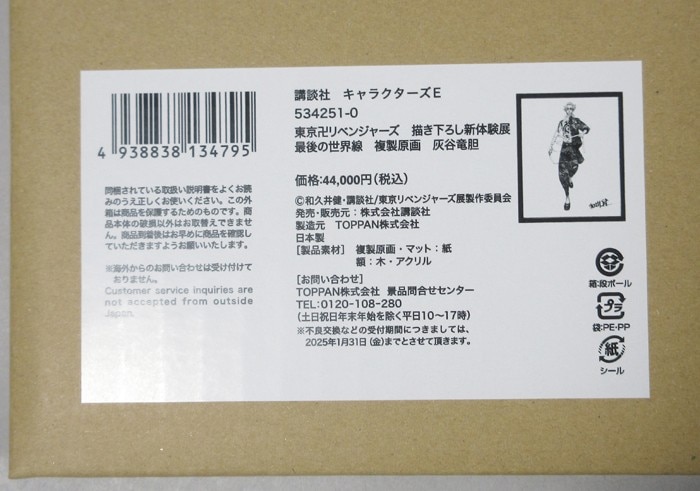 4 938838 134795
同梱されている取扱い説明書をよくお読
みのうえ正しくお使いください。この外
箱は商品を保護するためのものです。商
品本体の破損以外はお取替えできませ
ん。商品到着後はお早めに商品を確認し
ていただきますようお願いいたします。
※海外からのお問い合わせは受け付けて
おりません。
Customer service inquiries are
not accepted from outside
Japan.
講談社 キャラクターズE
534251-0
東京卍リベンジャーズ 描き下ろし新体験展
最後の世界線 複製原画 灰谷竜胆
価格:44,000円(税込)
©和久井健・講談社/東京リベンジャーズ展製作委員会
発売・販売元:株式会社講談社
製造元 TOPPAN株式会社
日本製
[製品素材] 複製原画・マット:紙
額:木・アクリル
[お問い合わせ]
TOPPAN株式会社 景品問合せセンター
TEL:0120-108-280
(土日祝日年末年始を除く平日10~17時)
※不良交換などの受付期間につきましては、
2025年1月31日(金)までとさせて頂きます。
箱:段ボール
プラ
袋:PE・PP
紙
シール